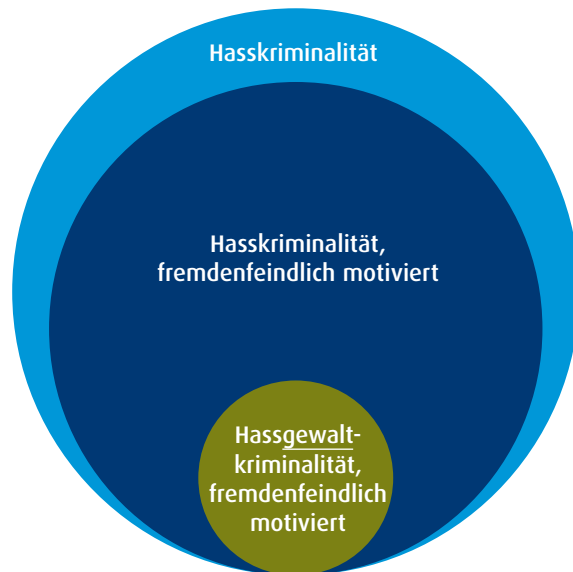 Hasskriminalität
Hasskriminalität,
fremdenfeindlich motiviert
Hassgewalt-
kriminalität,
fremdenfeindlich
motiviert